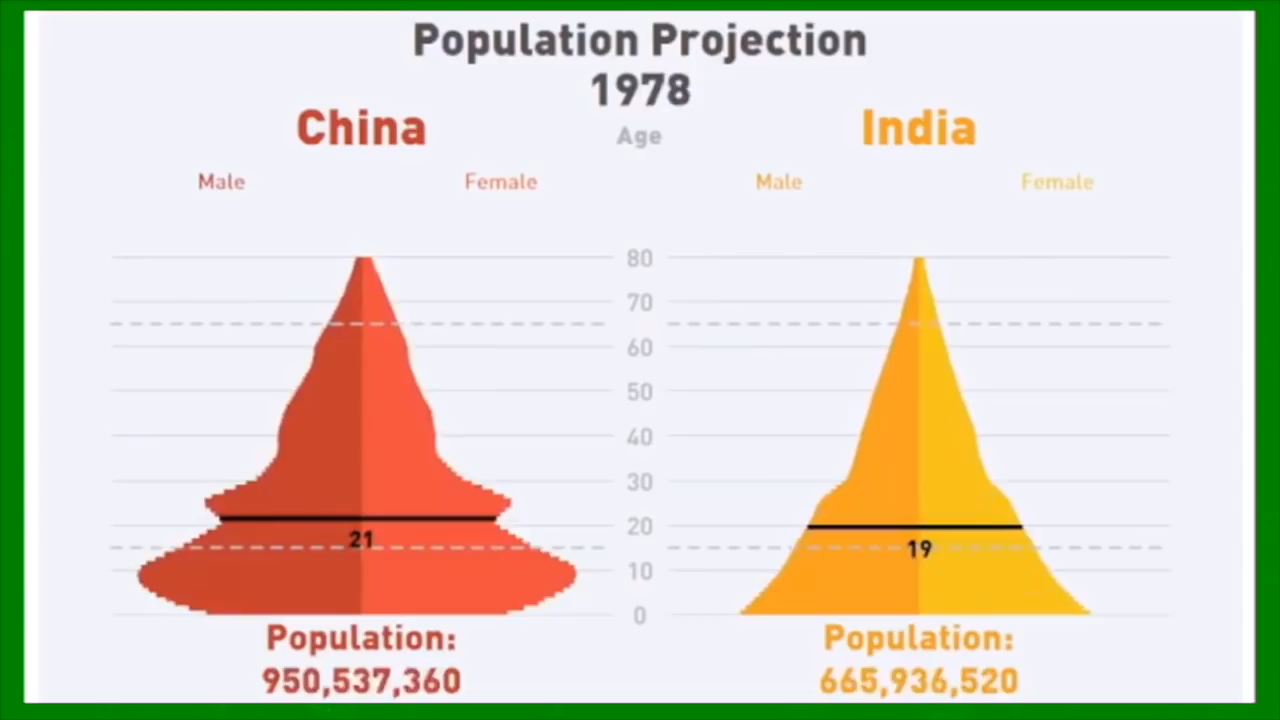 Population Projection
1978
China
Age
India
Male
Female
Male
Female
80
70
60
50
40
30
20
10
0
21
19
Population:
950,537,360
Population:
665,936,520